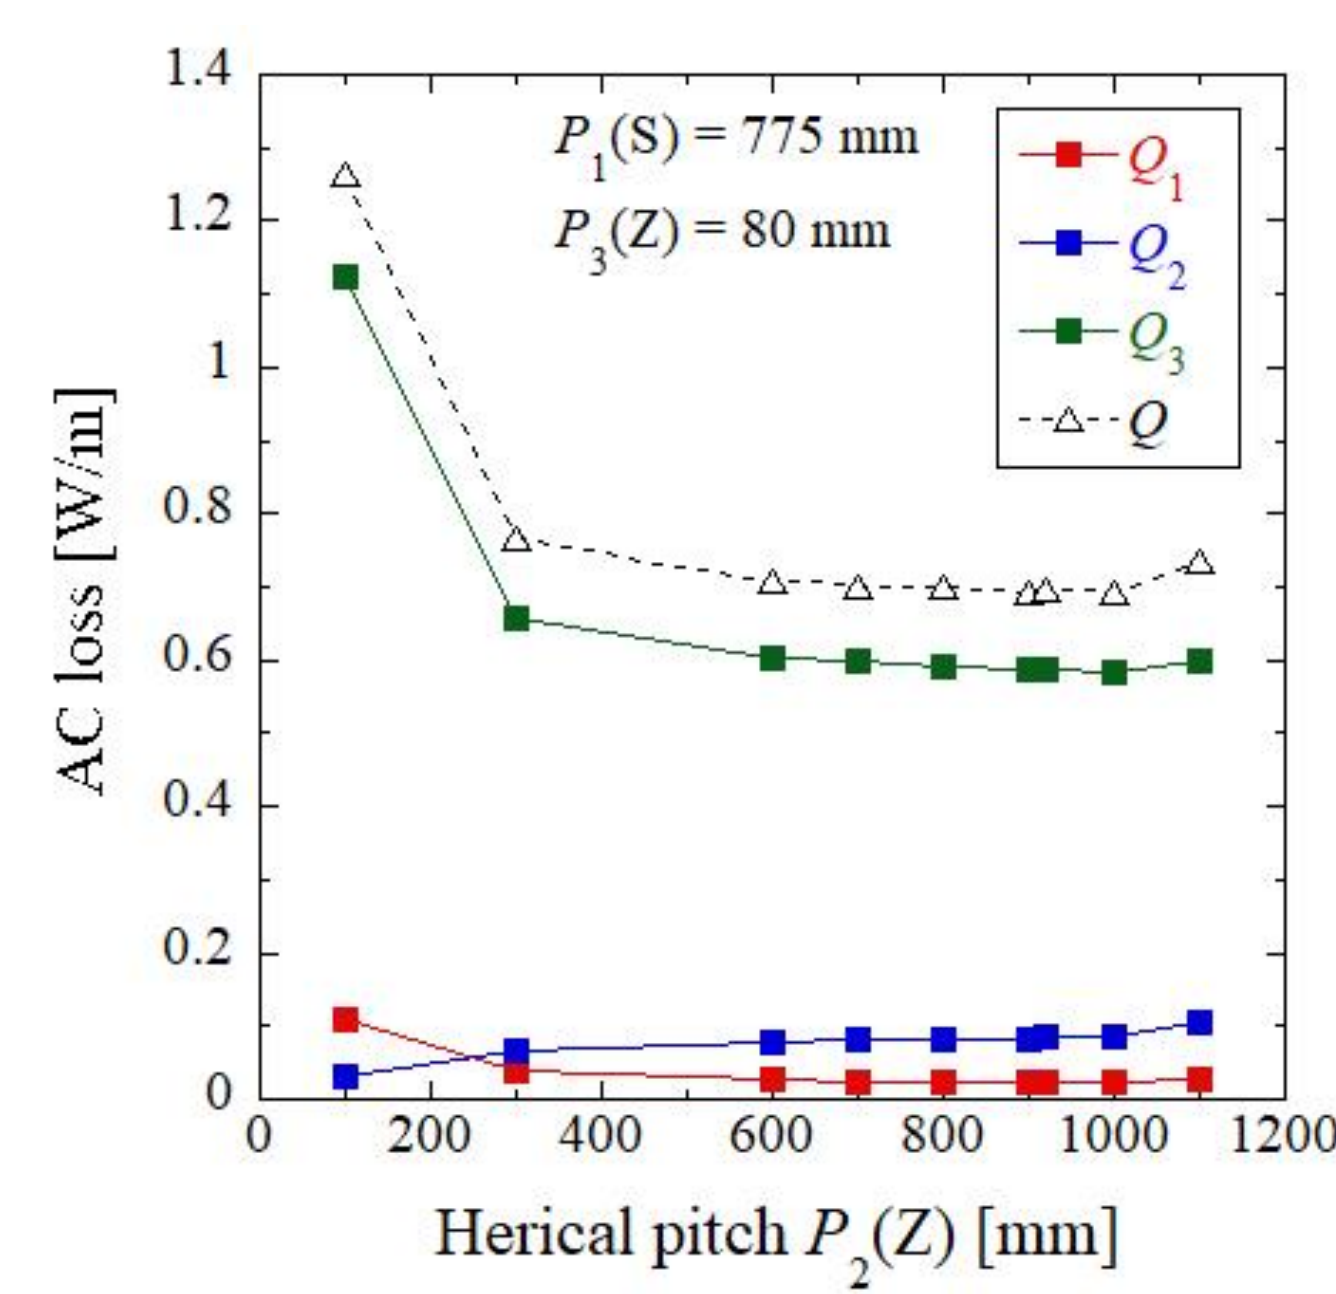 1.4
1.2
1
0.8
0.6
0.4
0.2
0
0 200 400 600 800 1000 1200
AC loss [W/m]
Herical pitch P2(Z) [mm]
P1(S) = 775 mm
P3(Z) = 80 mm
Q1
Q2
Q3
Q